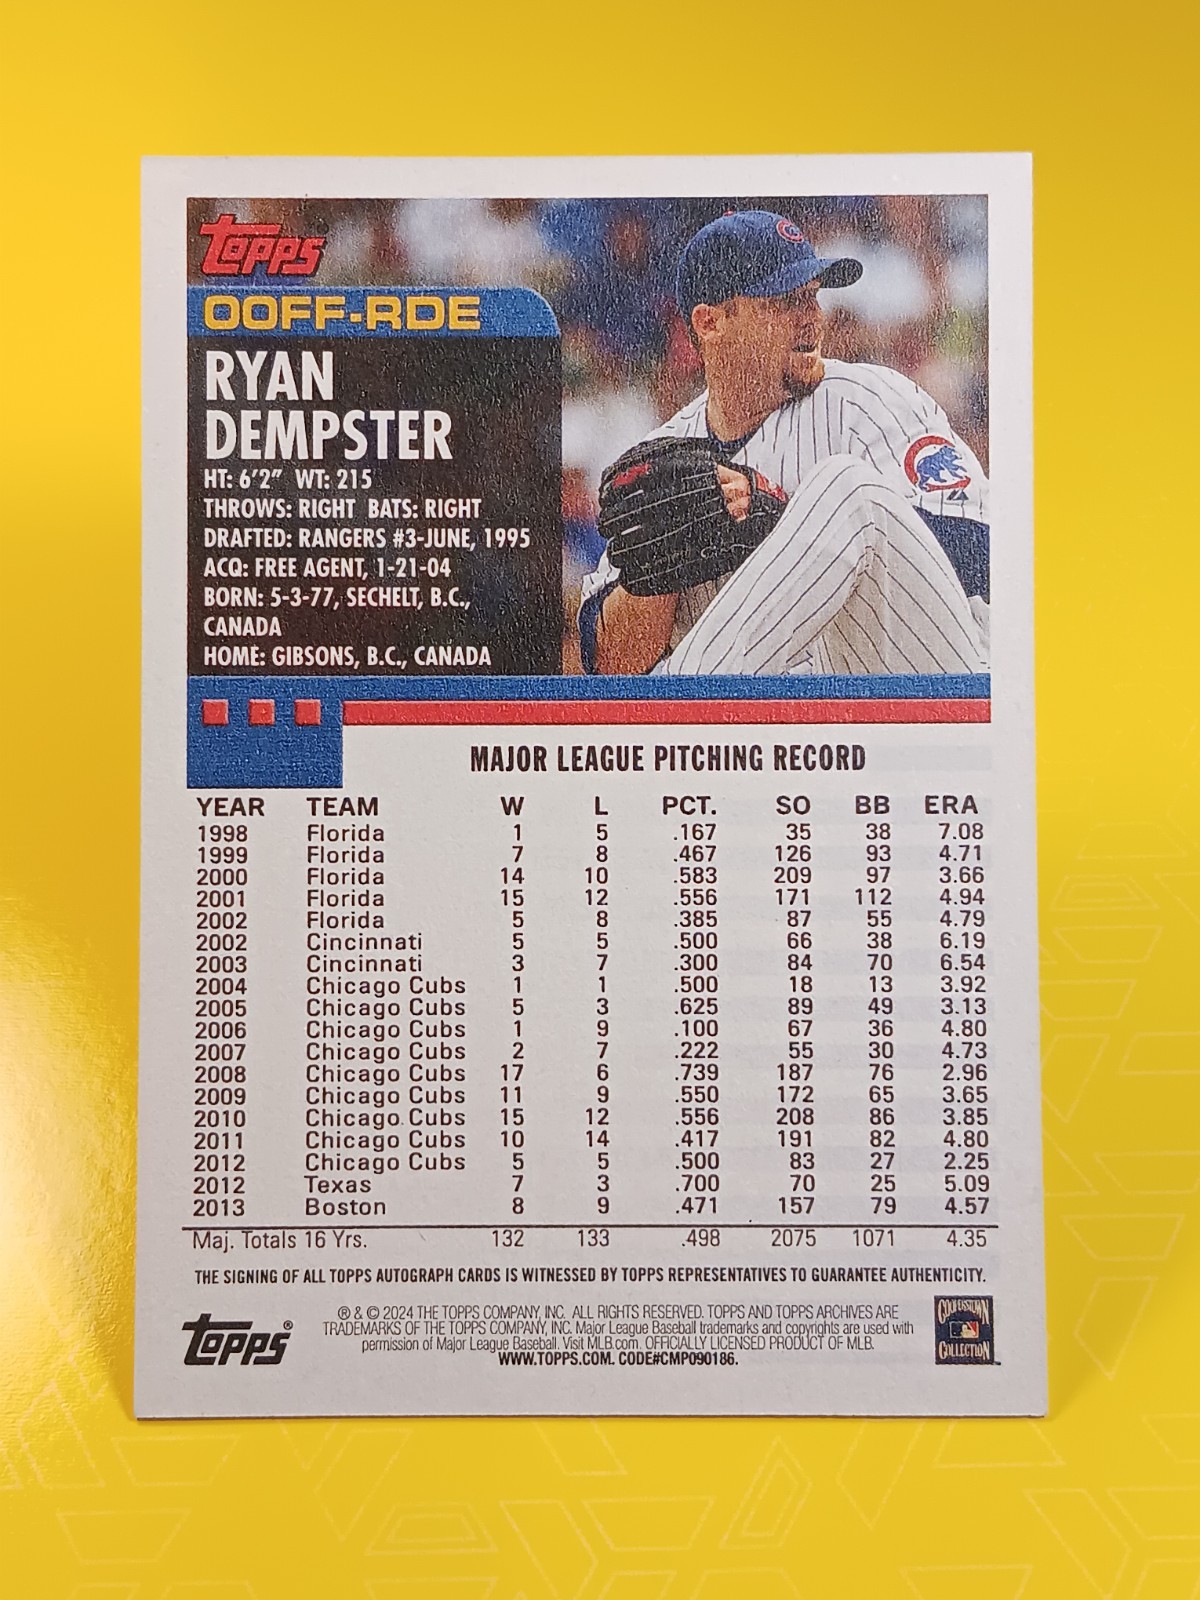 Topps
00FF-RDE
RYAN
DEMPSTER
HT: 6'2" WT: 215
THROWS: RIGHT BATS: RIGHT
DRAFTED: RANGERS #3-JUNE, 1995
ACQ: FREE AGENT, 1-21-04
BORN: 5-3-77, SECHELT, B.C.,
CANADA
HOME: GIBSONS, B.C., CANADA
MAJOR LEAGUE PITCHING RECORD
YEAR TEAM W L PCT. SO BB ERA
1998 Florida 1 5 .167 35 38 7.08
1999 Florida 7 8 .467 126 93 4.71
2000 Florida 14 10 .583 209 97 3.66
2001 Florida 15 12 .556 171 112 4.94
2002 Florida 5 8 .385 87 55 4.79
2002 Cincinnati 5 5 .500 66 38 6.19
2003 Cincinnati 3 7 .300 84 70 6.54
2004 Chicago Cubs 1 1 .500 18 13 3.92
2005 Chicago Cubs 5 3 .625 89 49 3.13
2006 Chicago Cubs 1 9 .100 67 36 4.80
2007 Chicago Cubs 2 7 .222 55 30 4.73
2008 Chicago Cubs 17 6 .739 187 76 2.96
2009 Chicago Cubs 11 9 .550 172 65 3.65
2010 Chicago Cubs 15 12 .556 208 86 3.85
2011 Chicago Cubs 10 14 .417 191 82 4.80
2012 Chicago Cubs 5 5 .500 83 27 2.25
2012 Texas 7 3 .700 70 25 5.09
2013 Boston 8 9 .471 157 79 4.57
Maj. Totals 16 Yrs. 132 133 .498 2075 1071 4.35
THE SIGNING OF ALL TOPPS AUTOGRAPH CARDS IS WITNESSED BY TOPPS REPRESENTATIVES TO GUARANTEE AUTHENTICITY.
Topps®
® & © 2024 THE TOPPS COMPANY, INC. ALL RIGHTS RESERVED. TOPPS AND TOPPS ARCHIVES ARE
TRADEMARKS OF THE TOPPS COMPANY, INC. Major League Baseball trademarks and copyrights are used with
permission of Major League Baseball. Visit MLB.com. OFFICIALLY LICENSED PRODUCT OF MLB.
WWW.TOPPS.COM. CODE#CMP090186.
COOPERSTOWN
COLLECTION